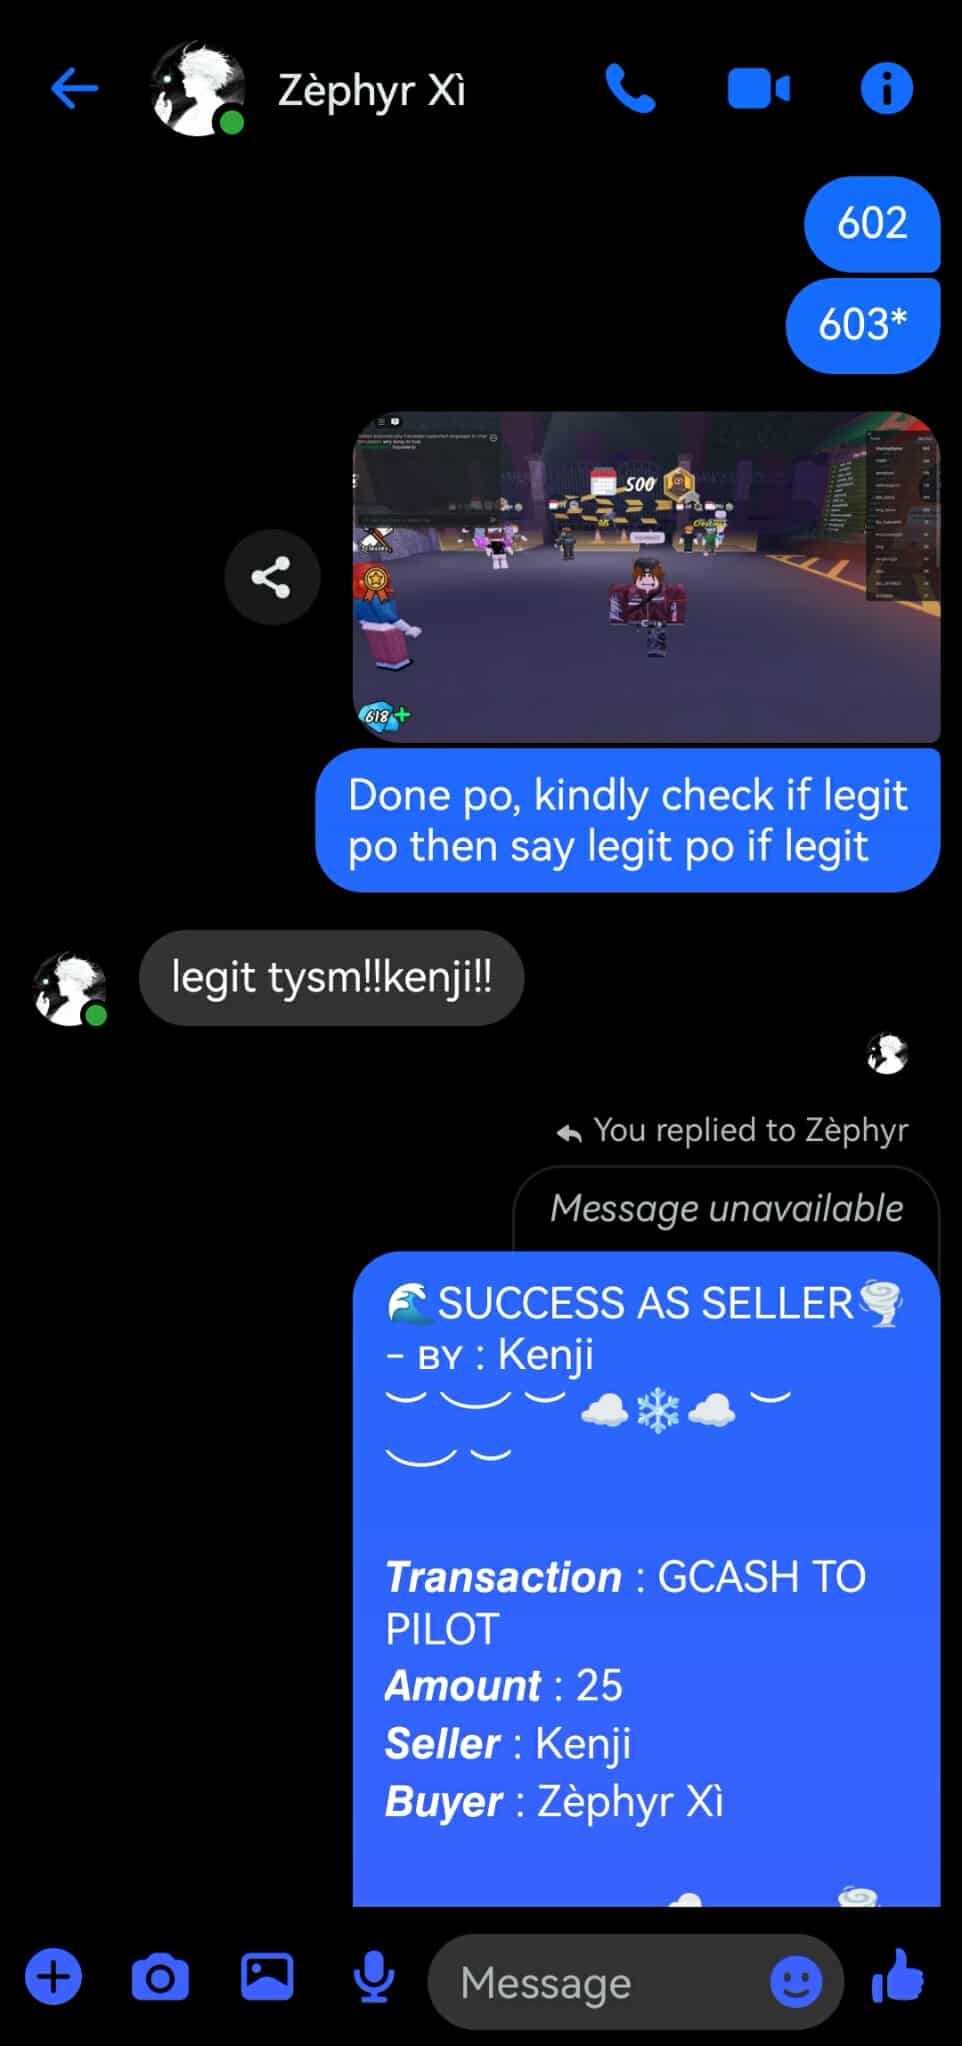 Zèphyr Xì
602
603*
500
618
Done po, kindly check if legit
po then say legit po if legit
legit tysm!!kenji!!
You replied to Zèphyr
Message unavailable
🌊SUCCESS AS SELLER🌪️
- ʙʏ : Kenji
︶ ︶ ︶ ☁️❄️☁️ ︶
︶ ︶
Transaction : GCASH TO
PILOT
Amount : 25
Seller : Kenji
Buyer : Zèphyr Xì
Message